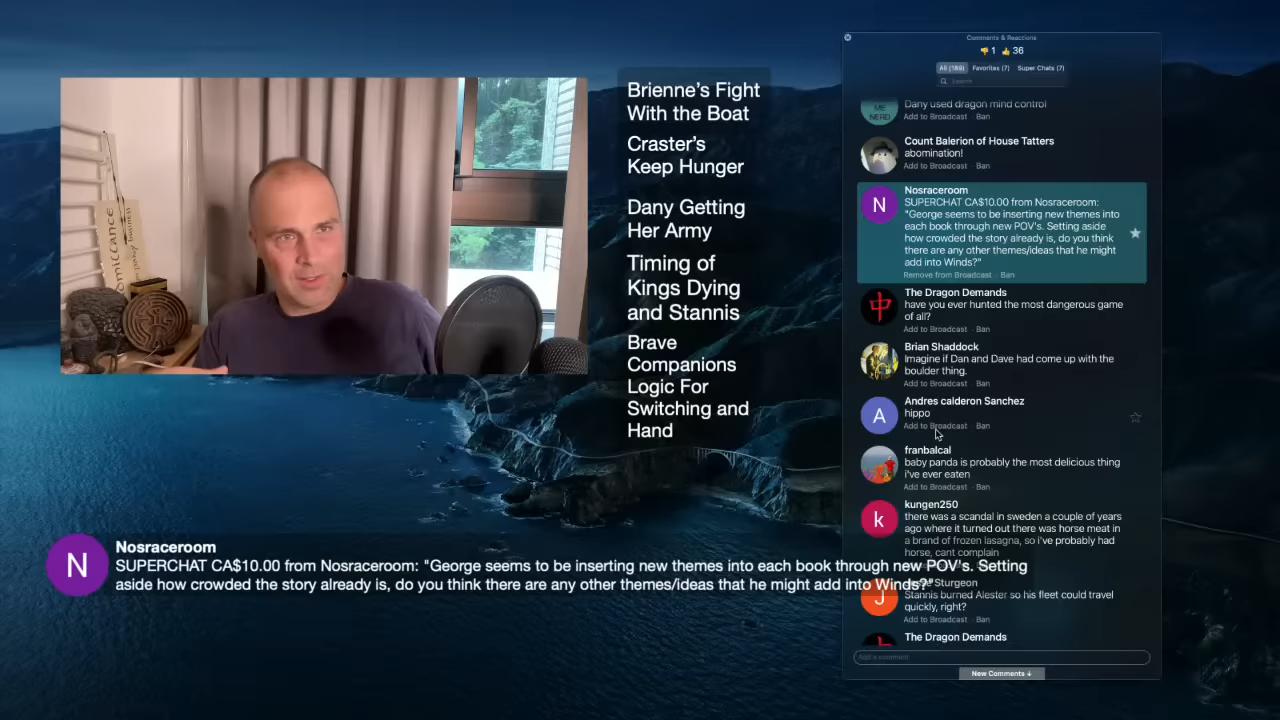 Brienne's Fight
With the Boat
Craster's
Keep Hunger
Dany Getting
Her Army
Timing of
Kings Dying
and Stannis
Brave
Companions
Logic For
Switching and
Hand
Comments & Reactions
👎 1 👍 36
All (189) Favorites (7) Super Chats (7)
Search
ME
NERD
Dany used dragon mind control
Add to Broadcast · Ban
Count Balerion of House Tatters
abomination!
Add to Broadcast · Ban
N
Nosraceroom
SUPERCHAT CA$10.00 from Nosraceroom:
"George seems to be inserting new themes into
each book through new POV's. Setting aside
how crowded the story already is, do you think
there are any other themes/ideas that he might
add into Winds?"
Remove from Broadcast · Ban
中
The Dragon Demands
have you ever hunted the most dangerous game
of all?
Add to Broadcast · Ban
Brian Shaddock
Imagine if Dan and Dave had come up with the
boulder thing.
Add to Broadcast · Ban
A
Andres calderon Sanchez
hippo
Add to Broadcast · Ban
franbalcal
baby panda is probably the most delicious thing
i've ever eaten
Add to Broadcast · Ban
k
kungen250
there was a scandal in sweden a couple of years
ago where it turned out there was horse meat in
a brand of frozen lasagna, so i've probably had
horse, cant complain
J
Sturgeon
Stannis burned Alester so his fleet could travel
quickly, right?
Add to Broadcast · Ban
The Dragon Demands
Add a comment
New Comments ↓
N
Nosraceroom
SUPERCHAT CA$10.00 from Nosraceroom: "George seems to be inserting new themes into each book through new POV's. Setting
aside how crowded the story already is, do you think there are any other themes/ideas that he might add into Winds?"